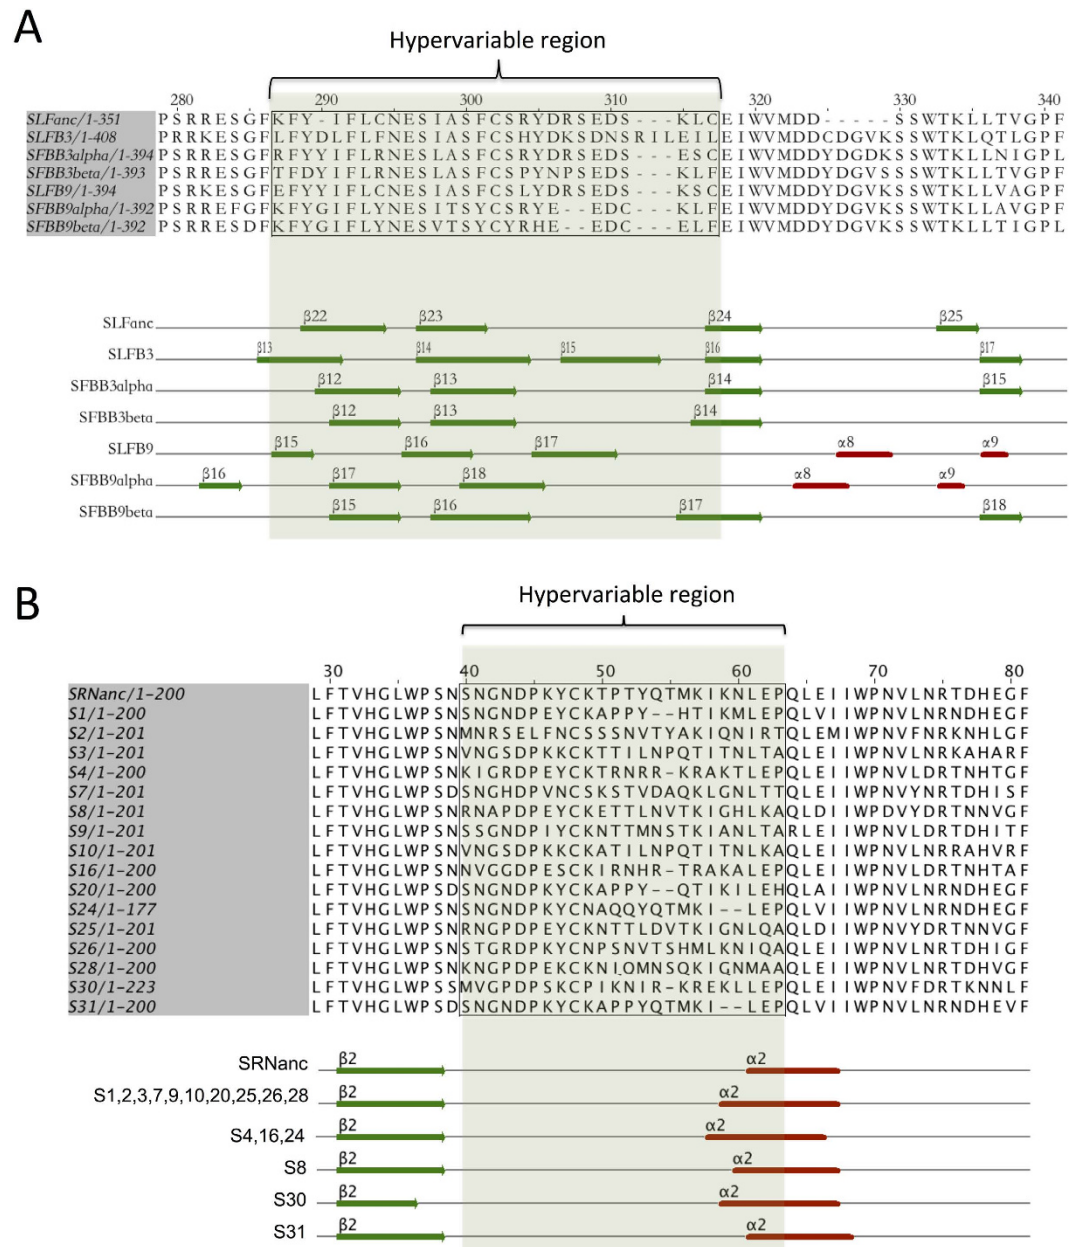 A
Hypervariable region
280 290 300 310 320 330 340
SLFanc/1-351 PSRRESGFKFY-IFLCNESIASFCSRYDRSEDS---KLCEIWVMDD-----SSWTKLLTVGPF
SLFB3/1-408 PRRKESGFLFYDLFLFNESIASFCSHYDKSDNSRILEILEIWVMDDCDGVKSSWTKLQTLGPF
SFBB3alpha/1-394 PSRRESGFRFYYIFLRNESLASFCSRYDRSEDS---ESCEIWVMDDYDGDKSSWTKLLNIGPL
SFBB3beta/1-393 PSRRESGFTFDYIFLRNESLASFCSPYNPSEDS---KLFEIWVMDDYDGVSSSWTKLLTVGPF
SLFB9/1-394 PSRKESGFEFYYIFLCNESIASFCSLYDRSEDS---KSCEIWVMDDYDGVKSSWTKLLVAGPF
SFBB9alpha/1-392 PSRREFGFKFYGIFLYNESITSYCSRYE--EDC---KLFEIWVMDDYDGVKSSWTKLLAVGPF
SFBB9beta/1-392 PSRRESDFKFYGIFLYNESVTSYCYRHE--EDC---ELFEIWVMDDYDGVKSSWTKLLTIGPL
SLFanc β22 β23 β24 β25
SLFB3 β13 β14 β15 β16 β17
SFBB3alpha β12 β13 β14 β15
SFBB3beta β12 β13 β14
SLFB9 β15 β16 β17 α8 α9
SFBB9alpha β16 β17 β18 α8 α9
SFBB9beta β15 β16 β17 β18
B
Hypervariable region
30 40 50 60 70 80
SRNanc/1-200 LFTVHGLWPSNSNGNDPKYCKTPTYQTMKIKNLEPQLEIIWPNVLNRTDHEGF
S1/1-200 LFTVHGLWPSNSNGNDPEYCKAPPY--HTIKMLEPQLVIIWPNVLNRNDHEGF
S2/1-201 LFTVHGLWPSNMNRSELFNCSSSNVTYAKIQNIRTQLEMIWPNVFNRKNHLGF
S3/1-201 LFTVHGLWPSNVNGSDPKKCKTTILNPQTITNLTAQLEIIWPNVLNRKAHARF
S4/1-200 LFTVHGLWPSNKIGRDPEYCKTRNRR-KRAKTLEPQLEIIWPNVLDRTNHTGF
S7/1-201 LFTVHGLWPSDSNGHDPVNCSKSTVDAQKLGNLTTQLEIIWPNVYNRTDHISF
S8/1-201 LFTVHGLWPSNRNAPDPEYCKETTLNVTKIGHLKAQLDIIWPDVYDRTNNVGF
S9/1-201 LFTVHGLWPSNSSGNDPIYCKNTTMNSTKIANLTARLEIIWPNVLDRTDHITF
S10/1-201 LFTVHGLWPSNVNGSDPKKCKATILNPQTITNLKAQLEIIWPNVLNRRAHVRF
S16/1-200 LFTVHGLWPSNNVGGDPESCKIRNHR-TRAKALEPQLEIIWPNVLNRTNHTAF
S20/1-200 LFTVHGLWPSDSNGNDPKYCKAPPY--QTIKILEHQLAIIWPNVLNRNDHEGF
S24/1-177 LFTVHGLWPSNSNGNDPKYCNAQQYQTMKI--LEPQLVIIWPNVLNRNDHEGF
S25/1-201 LFTVHGLWPSNRNGPDPEYCKNTTLDVTKIGNLQAQLDIIWPNVYDRTNNVGF
S26/1-200 LFTVHGLWPSNSTGRDPKYCNPSNVTSHMLKNIQAQLEIIWPNVLNRTDHIGF
S28/1-200 LFTVHGLWPSNKNGPDPEKCKNIQMNSQKIGNMAAQLEIIWPNVLNRTDHVGF
S30/1-223 LFTVHGLWPSSMVGPDPSKCPIKNIR-KREKLLEPQLEIIWPNVFDRTKNNLF
S31/1-200 LFTVHGLWPSDSNGNDPKYCKAPPYQTMKI--LEPQLVIIWPNVLNRTDHEVF
SRNanc β2 α2
S1,2,3,7,9,10,20,25,26,28 β2 α2
S4,16,24 β2 α2
S8 β2 α2
S30 β2 α2
S31 β2 α2